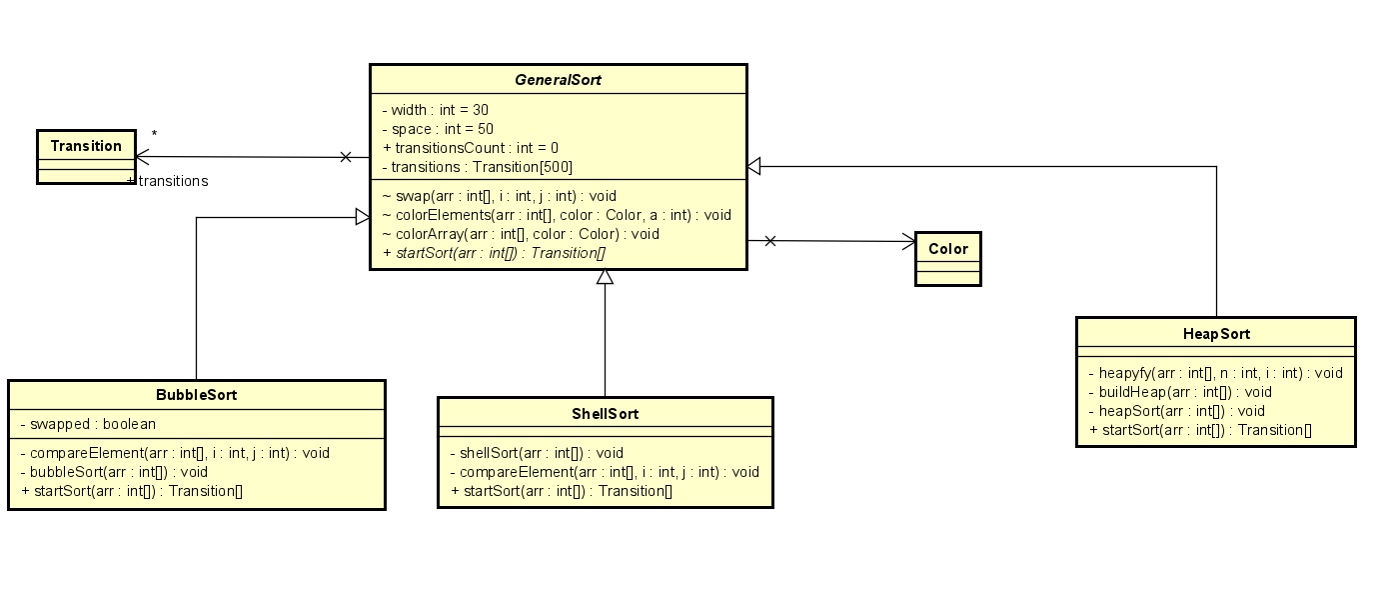 GeneralSort
- width : int = 30
- space : int = 50
+ transitionsCount : int = 0
- transitions : Transition[500]
~ swap(arr : int[], i : int, j : int) : void
~ colorElements(arr : int[], color : Color, a : int) : void
~ colorArray(arr : int[], color : Color) : void
+ startSort(arr : int[]) : Transition[]
Transition
*
+ transitions
Color
HeapSort
- heapyfy(arr : int[], n : int, i : int) : void
- buildHeap(arr : int[]) : void
- heapSort(arr : int[]) : void
+ startSort(arr : int[]) : Transition[]
BubbleSort
- swapped : boolean
- compareElement(arr : int[], i : int, j : int) : void
- bubbleSort(arr : int[]) : void
+ startSort(arr : int[]) : Transition[]
ShellSort
- shellSort(arr : int[]) : void
- compareElement(arr : int[], i : int, j : int) : void
+ startSort(arr : int[]) : Transition[]